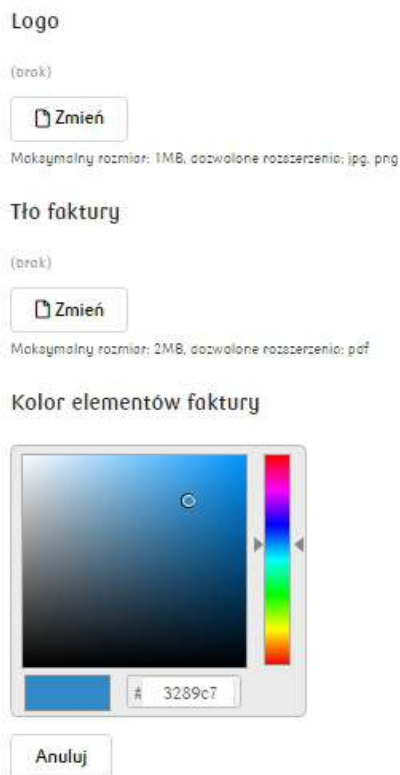 Logo
(brak)
Zmień
Maksymalny rozmiar: 1MB, dozwolone rozszerzenia: jpg, png
Tło faktury
(brak)
Zmień
Maksymalny rozmiar: 2MB, dozwolone rozszerzenia: pdf
Kolor elementów faktury
# 3289c7
Anuluj